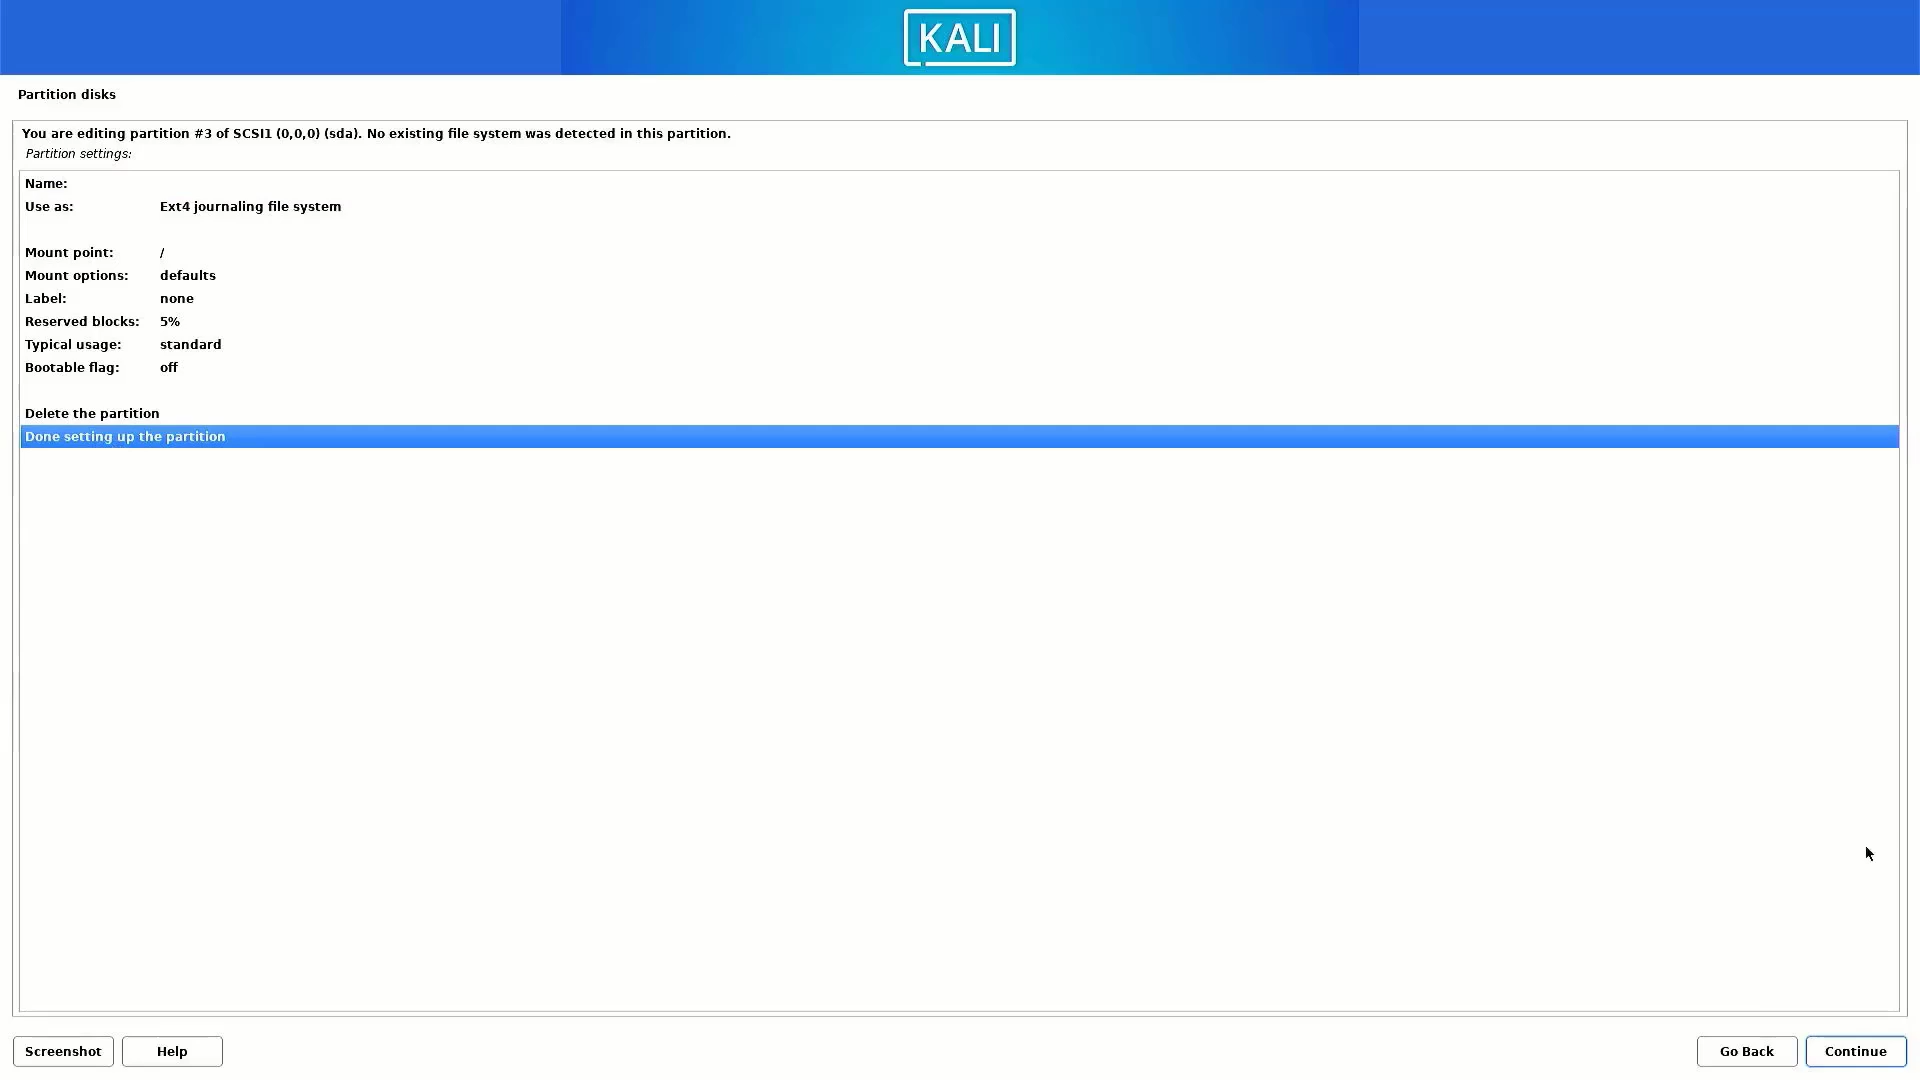 KALI
Partition disks
You are editing partition #3 of SCSI1 (0,0,0) (sda). No existing file system was detected in this partition.
Partition settings:
Name:
Use as: Ext4 journaling file system
Mount point: /
Mount options: defaults
Label: none
Reserved blocks: 5%
Typical usage: standard
Bootable flag: off
Delete the partition
Done setting up the partition
Screenshot Help Go Back Continue